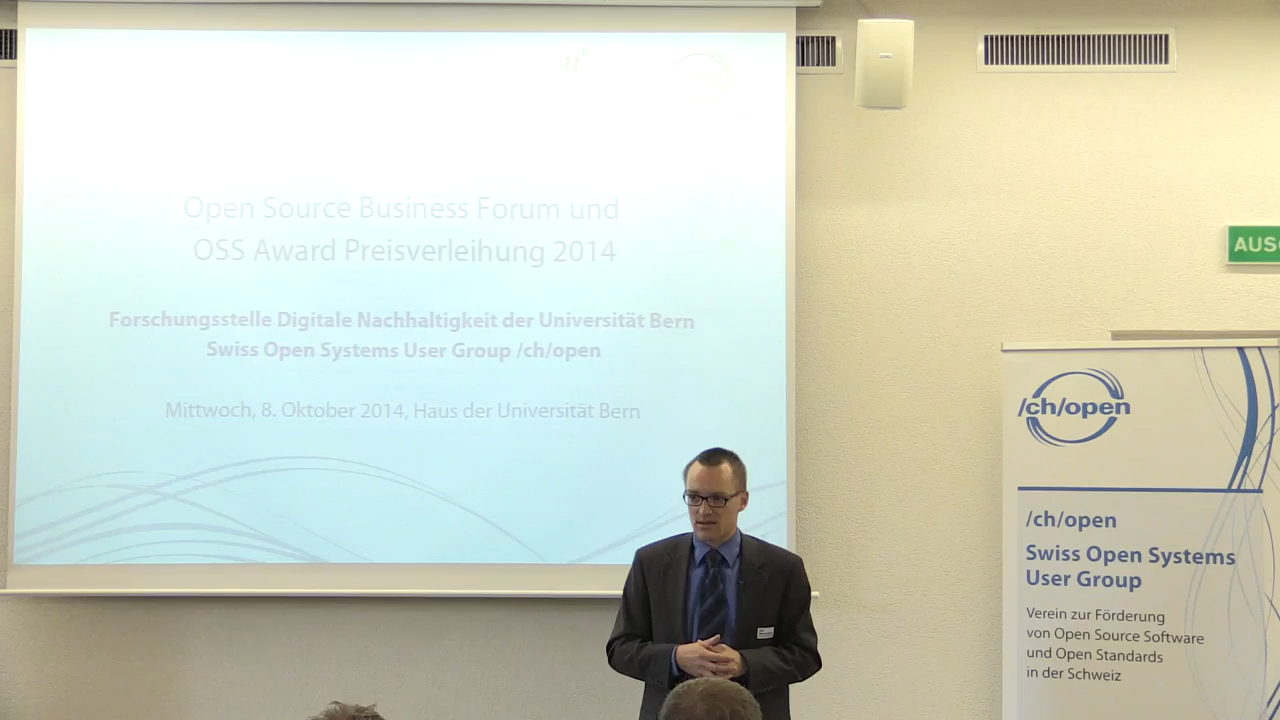 Open Source Business Forum und
OSS Award Preisverleihung 2014
Forschungsstelle Digitale Nachhaltigkeit der Universität Bern
Swiss Open Systems User Group /ch/open
Mittwoch, 8. Oktober 2014, Haus der Universität Bern
AUSG
/ch/open
/ch/open
Swiss Open Systems
User Group
Verein zur Förderung
von Open Source Software
und Open Standards
in der Schweiz